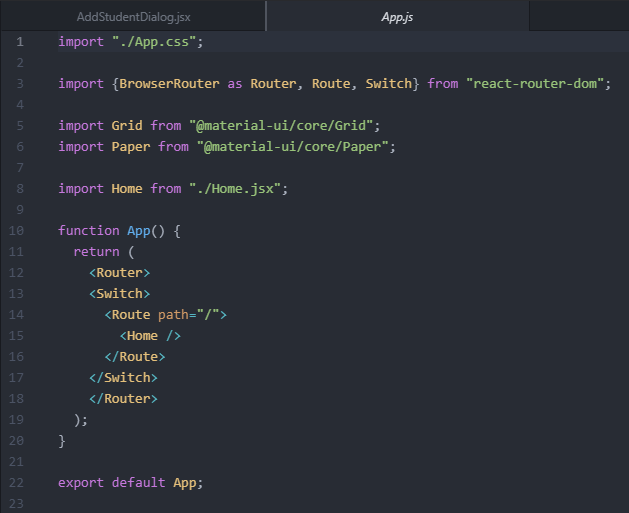 AddStudentDialog.jsx
App.js
1 import "./App.css";
2
3 import {BrowserRouter as Router, Route, Switch} from "react-router-dom";
4
5 import Grid from "@material-ui/core/Grid";
6 import Paper from "@material-ui/core/Paper";
7
8 import Home from "./Home.jsx";
9
10 function App() {
11   return (
12     <Router>
13     <Switch>
14       <Route path="/">
15         <Home />
16       </Route>
17     </Switch>
18     </Router>
19   );
20 }
21
22 export default App;
23